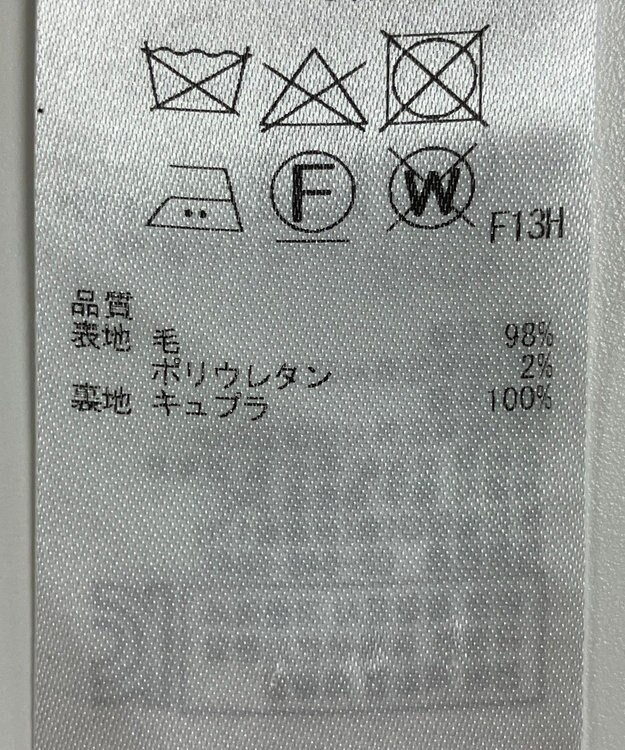 F W F13H
品質
表地 毛 98%
ポリウレタン 2%
裏地 キュプラ 100%